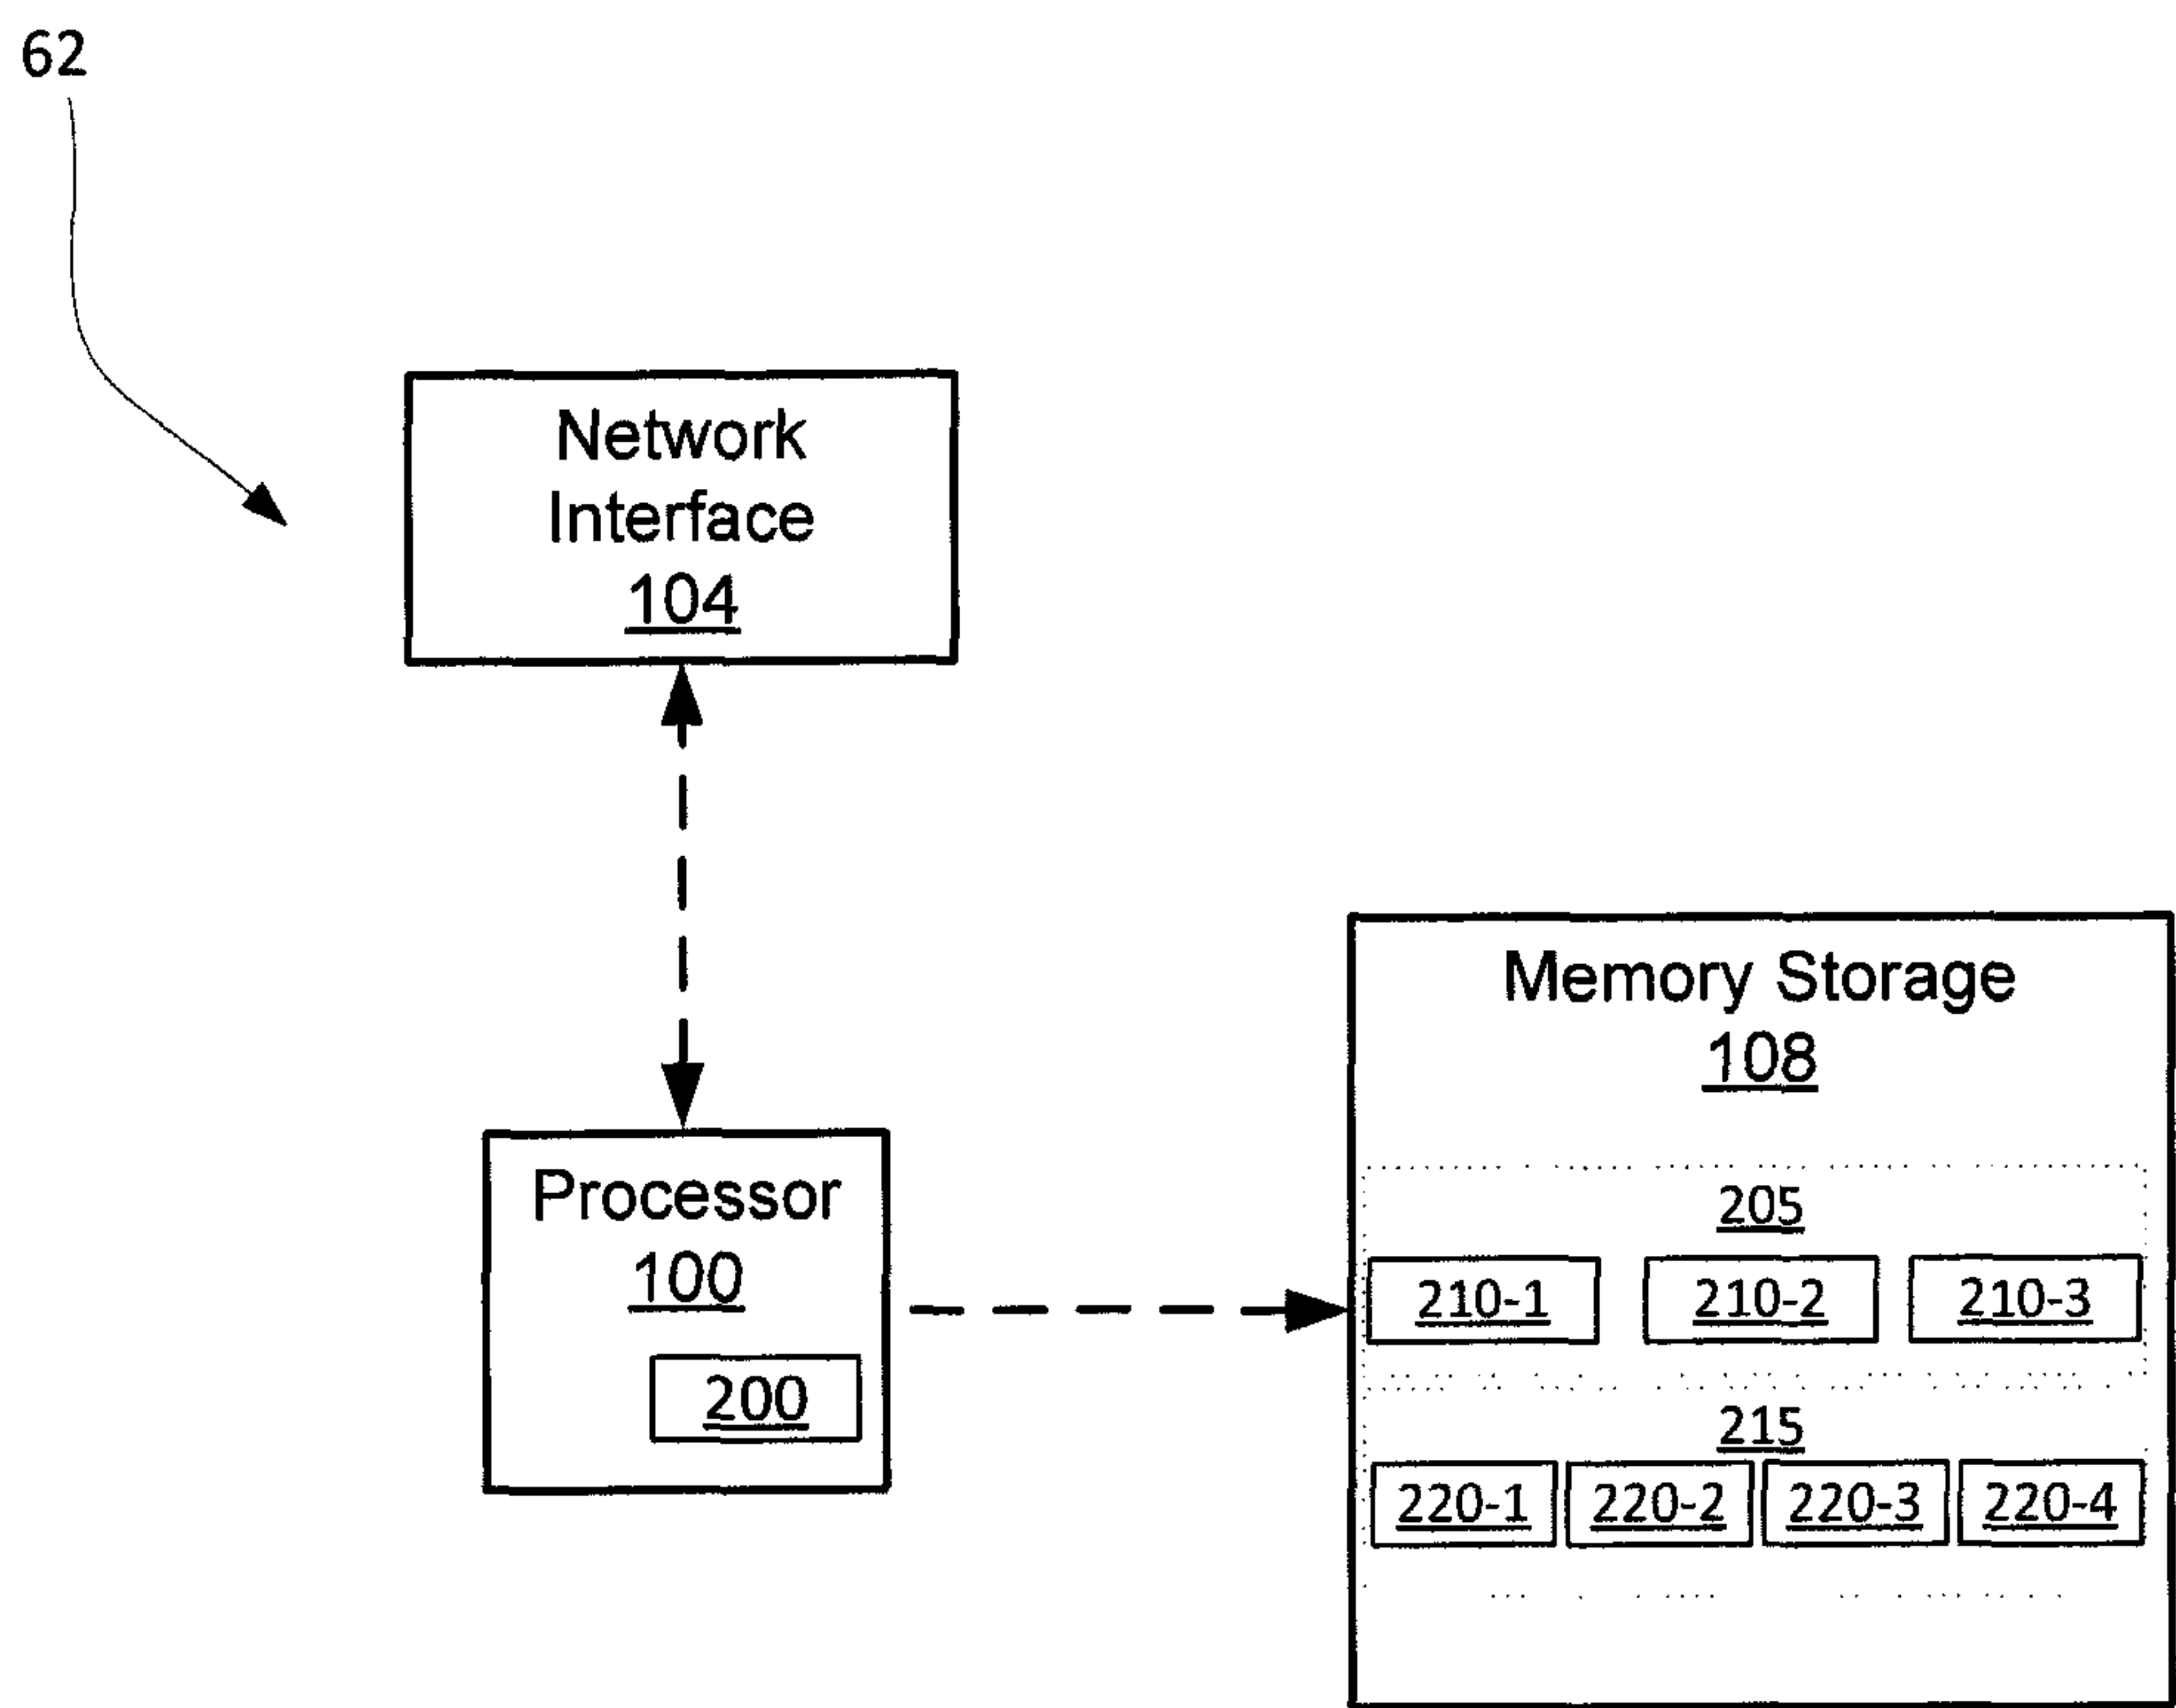 62
Network
Interface
104
Memory Storage
108
Processor
100
200
205
210-1 210-2 210-3
215
220-1 220-2 220-3 220-4